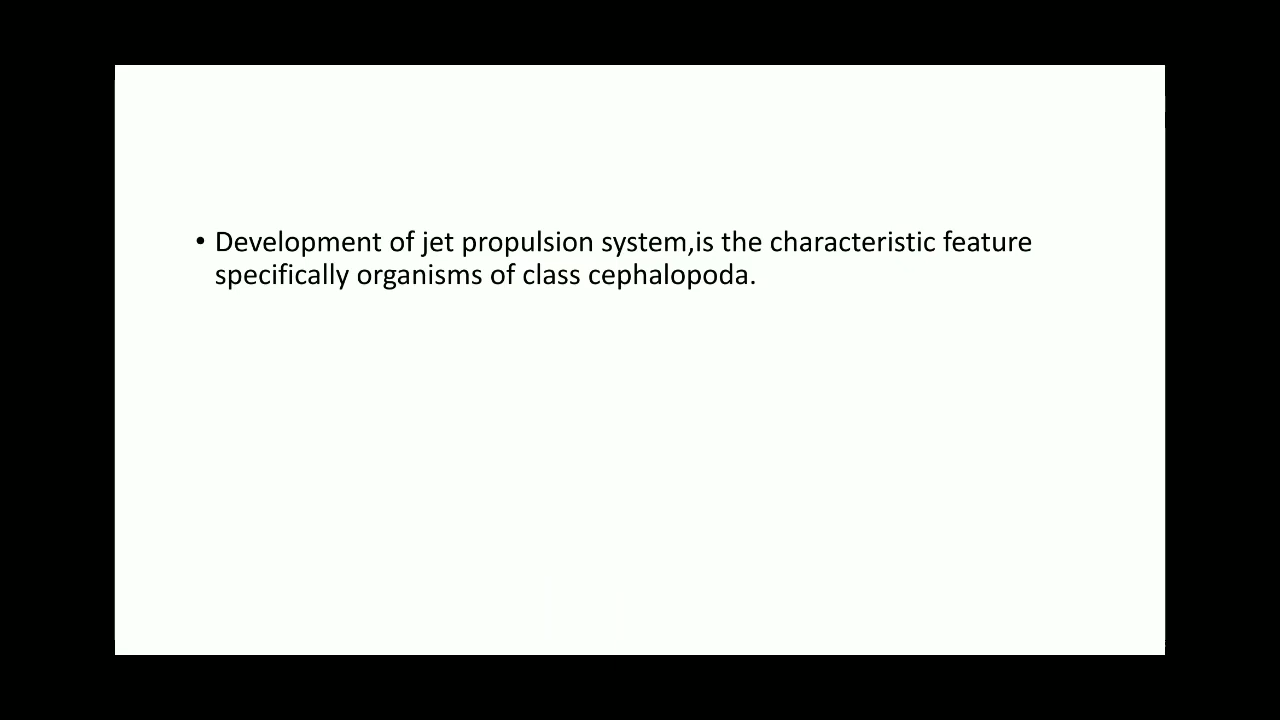 • Development of jet propulsion system,is the characteristic feature
specifically organisms of class cephalopoda.